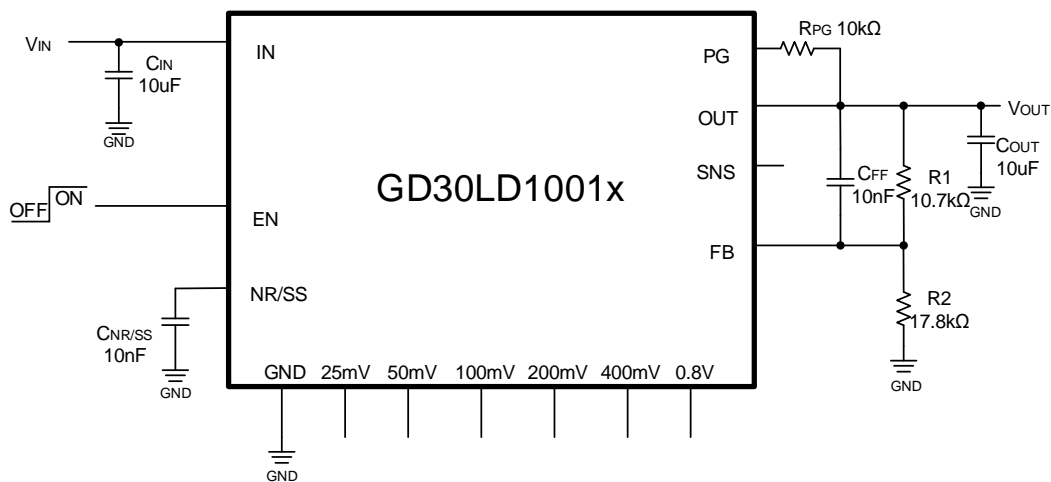 VIN
CIN
10uF
GND
IN
OFF ON
EN
NR/SS
CNR/SS
10nF
GND
GD30LD1001x
PG
RPG 10kΩ
OUT
VOUT
COUT
10uF
GND
SNS
CFF
10nF
R1
10.7kΩ
FB
R2
17.8kΩ
GND
GND 25mV 50mV 100mV 200mV 400mV 0.8V
GND